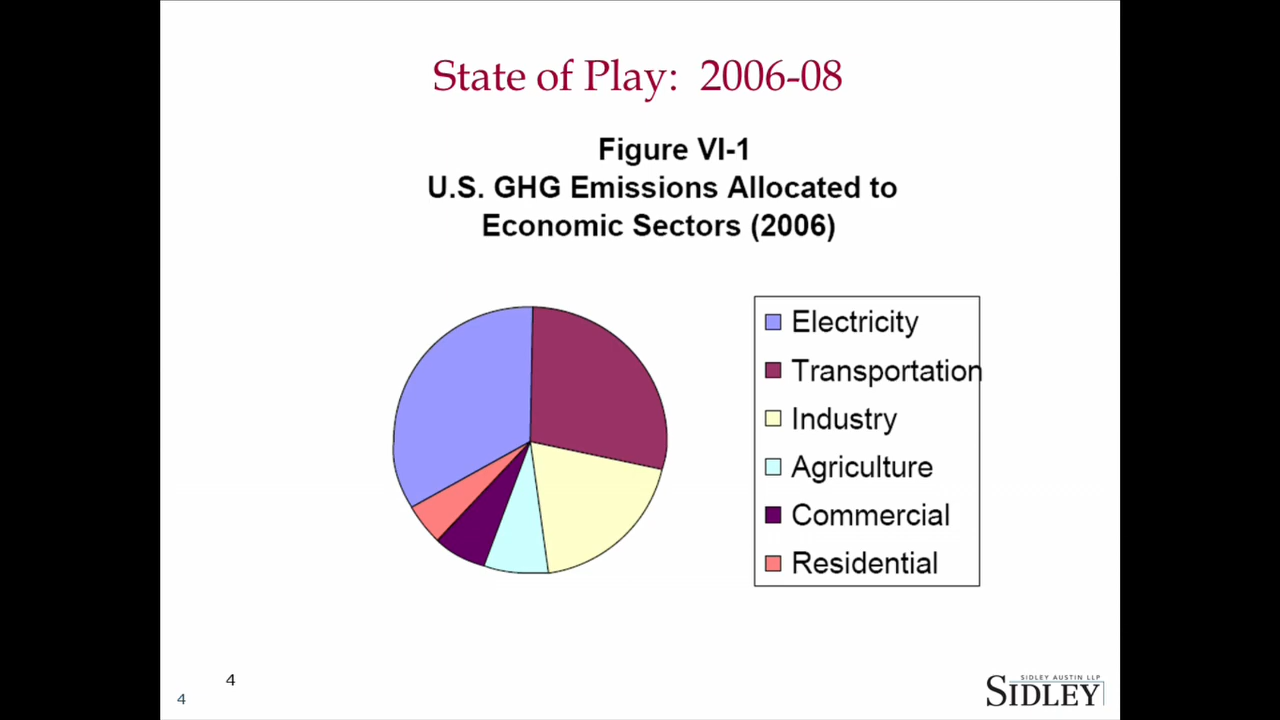 State of Play: 2006-08
Figure VI-1
U.S. GHG Emissions Allocated to
Economic Sectors (2006)
Electricity
Transportation
Industry
Agriculture
Commercial
Residential
4
4
SIDLEY AUSTIN LLP
SIDLEY